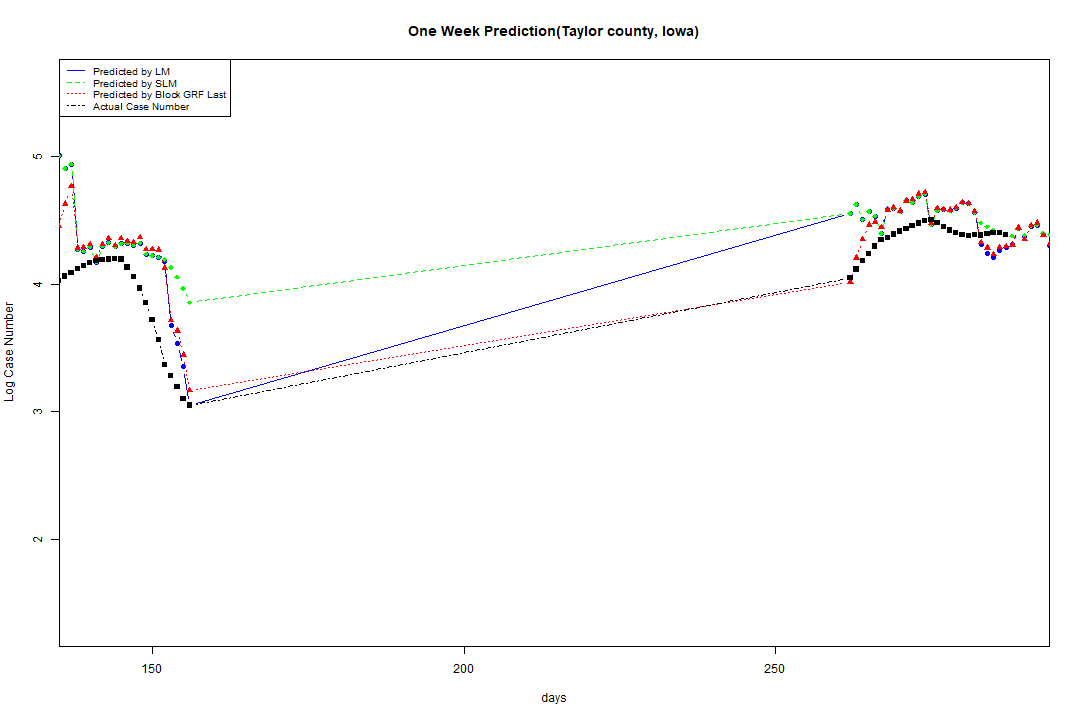 One Week Prediction(Taylor county, Iowa)
Predicted by LM
Predicted by SLM
Predicted by Block GRF Last
Actual Case Number
5
4
3
2
Log Case Number
150
200
250
days